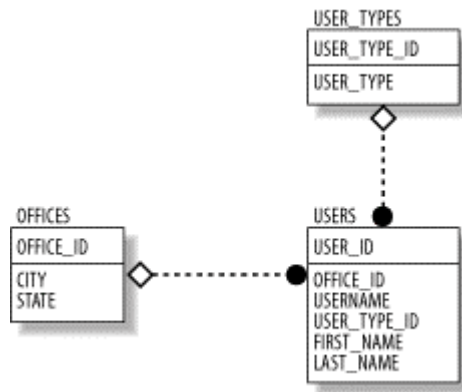 USER_TYPES
USER_TYPE_ID
USER_TYPE
OFFICES
OFFICE_ID
CITY
STATE
USERS
USER_ID
OFFICE_ID
USERNAME
USER_TYPE_ID
FIRST_NAME
LAST_NAME